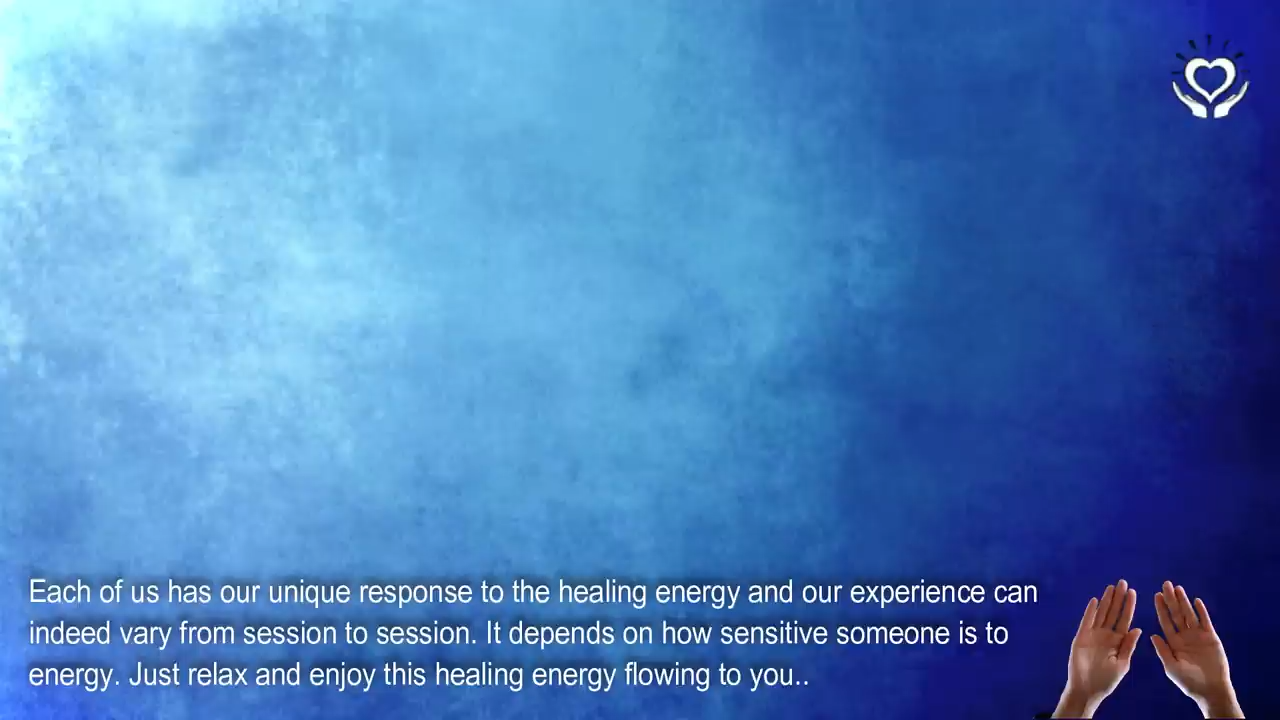 Each of us has our unique response to the healing energy and our experience can
indeed vary from session to session. It depends on how sensitive someone is to
energy. Just relax and enjoy this healing energy flowing to you..